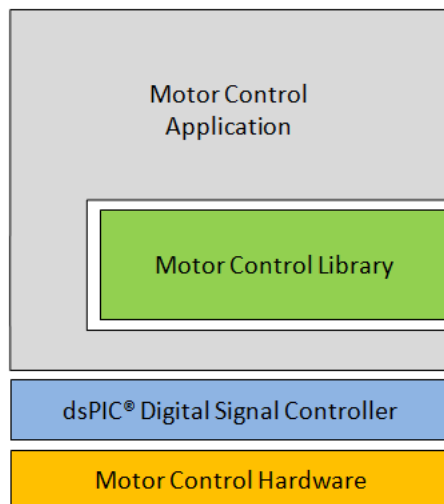 Motor Control
Application
Motor Control Library
dsPIC® Digital Signal Controller
Motor Control Hardware